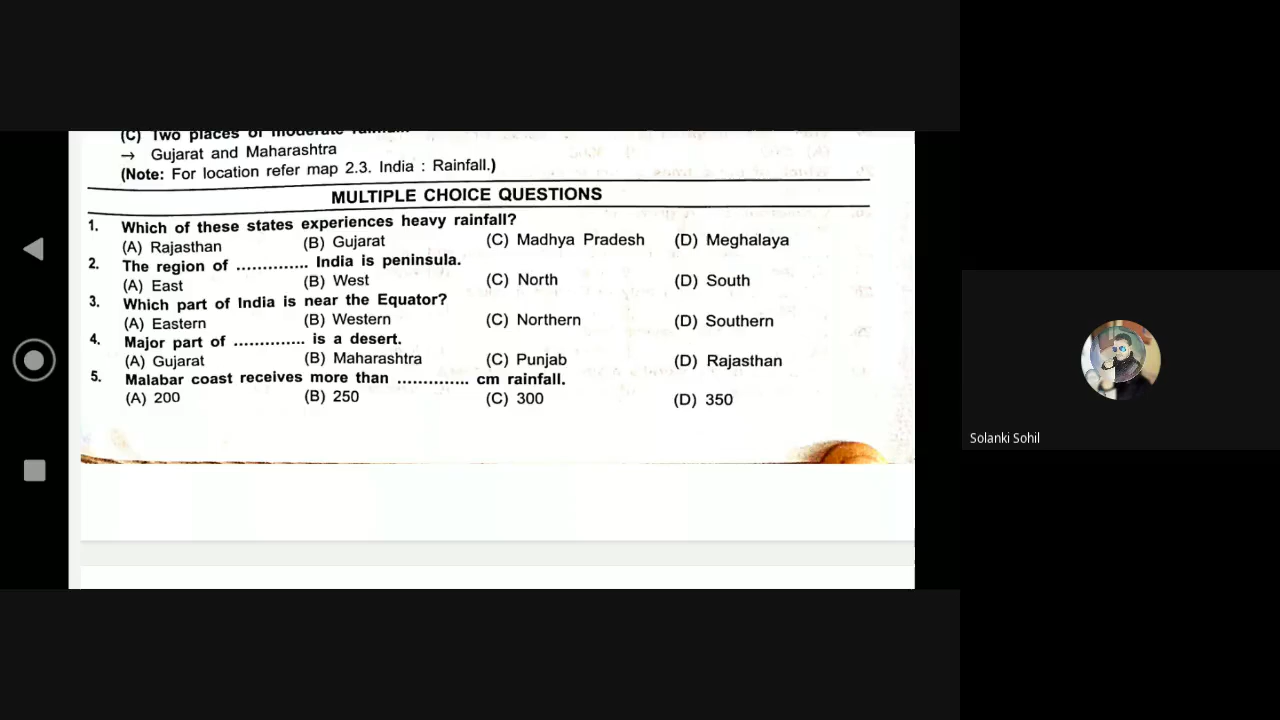 (C) Two places of moderate
→ Gujarat and Maharashtra
(Note: For location refer map 2.3. India : Rainfall.)
MULTIPLE CHOICE QUESTIONS
1. Which of these states experiences heavy rainfall?
(A) Rajasthan (B) Gujarat (C) Madhya Pradesh (D) Meghalaya
2. The region of .............. India is peninsula.
(A) East (B) West (C) North (D) South
3. Which part of India is near the Equator?
(A) Eastern (B) Western (C) Northern (D) Southern
4. Major part of .............. is a desert.
(A) Gujarat (B) Maharashtra (C) Punjab (D) Rajasthan
5. Malabar coast receives more than .............. cm rainfall.
(A) 200 (B) 250 (C) 300 (D) 350
Solanki Sohil